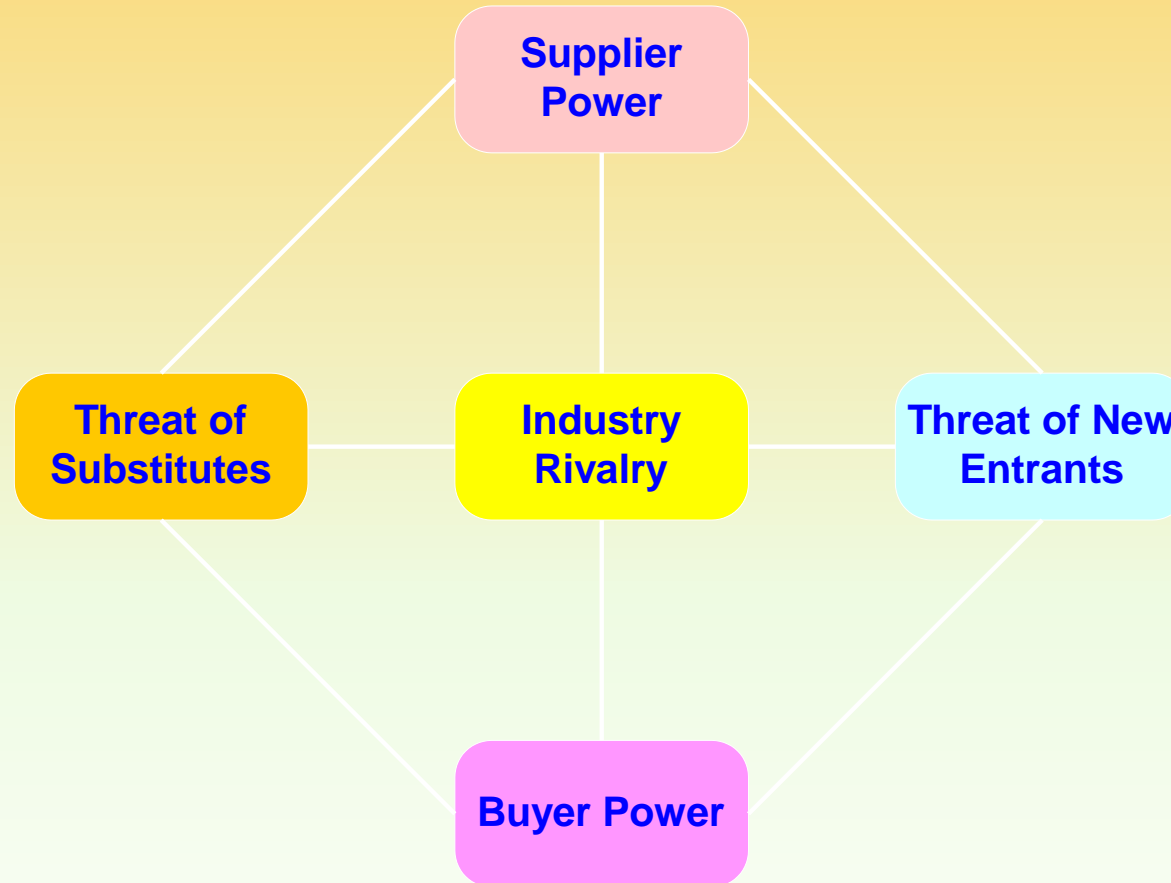 Supplier
Power
Threat of
Substitutes
Industry
Rivalry
Threat of New
Entrants
Buyer Power